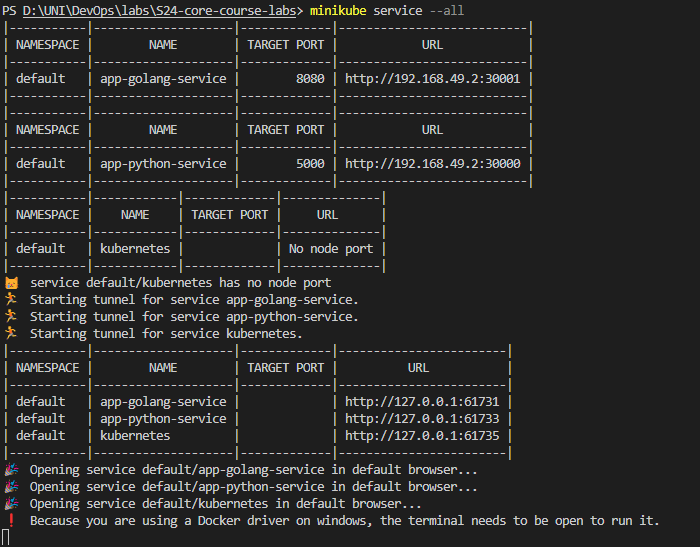 PS D:\UNI\DevOps\labs\S24-core-course-labs> minikube service --all
|-----------|--------------------|-------------|---------------------------|
| NAMESPACE |        NAME        | TARGET PORT |            URL            |
|-----------|--------------------|-------------|---------------------------|
| default   | app-golang-service |        8080 | http://192.168.49.2:30001 |
|-----------|--------------------|-------------|---------------------------|
|-----------|--------------------|-------------|---------------------------|
| NAMESPACE |        NAME        | TARGET PORT |            URL            |
|-----------|--------------------|-------------|---------------------------|
| default   | app-python-service |        5000 | http://192.168.49.2:30000 |
|-----------|--------------------|-------------|---------------------------|
|-----------|------------|-------------|--------------|
| NAMESPACE |    NAME    | TARGET PORT |     URL      |
|-----------|------------|-------------|--------------|
| default   | kubernetes |             | No node port |
|-----------|------------|-------------|--------------|
😿  service default/kubernetes has no node port
🏃  Starting tunnel for service app-golang-service.
🏃  Starting tunnel for service app-python-service.
🏃  Starting tunnel for service kubernetes.
|-----------|--------------------|-------------|------------------------|
| NAMESPACE |        NAME        | TARGET PORT |          URL           |
|-----------|--------------------|-------------|------------------------|
| default   | app-golang-service |             | http://127.0.0.1:61731 |
| default   | app-python-service |             | http://127.0.0.1:61733 |
| default   | kubernetes         |             | http://127.0.0.1:61735 |
|-----------|--------------------|-------------|------------------------|
🎉  Opening service default/app-golang-service in default browser...
🎉  Opening service default/app-python-service in default browser...
🎉  Opening service default/kubernetes in default browser...
❗  Because you are using a Docker driver on windows, the terminal needs to be open to run it.